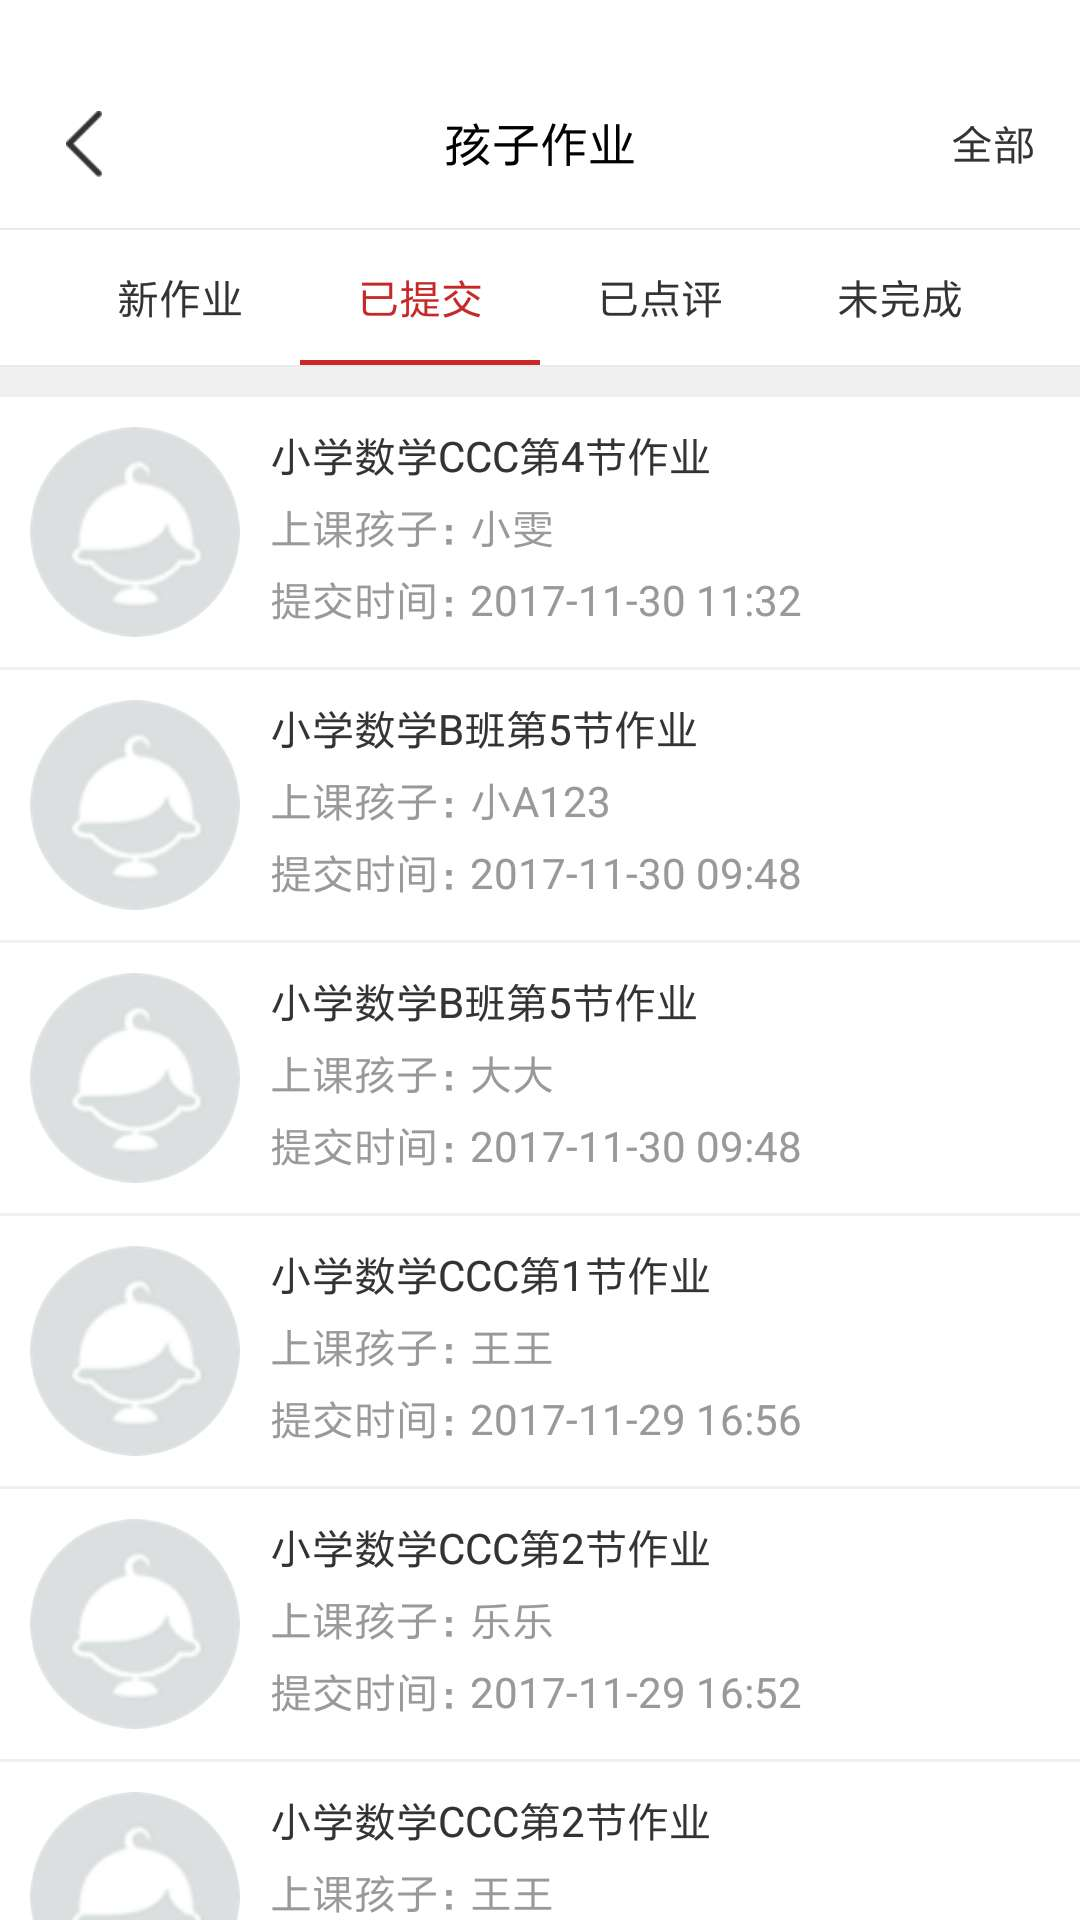 孩子作业
全部
新作业 已提交 已点评 未完成
小学数学CCC第4节作业
上课孩子：小雯
提交时间：2017-11-30 11:32
小学数学B班第5节作业
上课孩子：小A123
提交时间：2017-11-30 09:48
小学数学B班第5节作业
上课孩子：大大
提交时间：2017-11-30 09:48
小学数学CCC第1节作业
上课孩子：王王
提交时间：2017-11-29 16:56
小学数学CCC第2节作业
上课孩子：乐乐
提交时间：2017-11-29 16:52
小学数学CCC第2节作业
上课孩子：王王